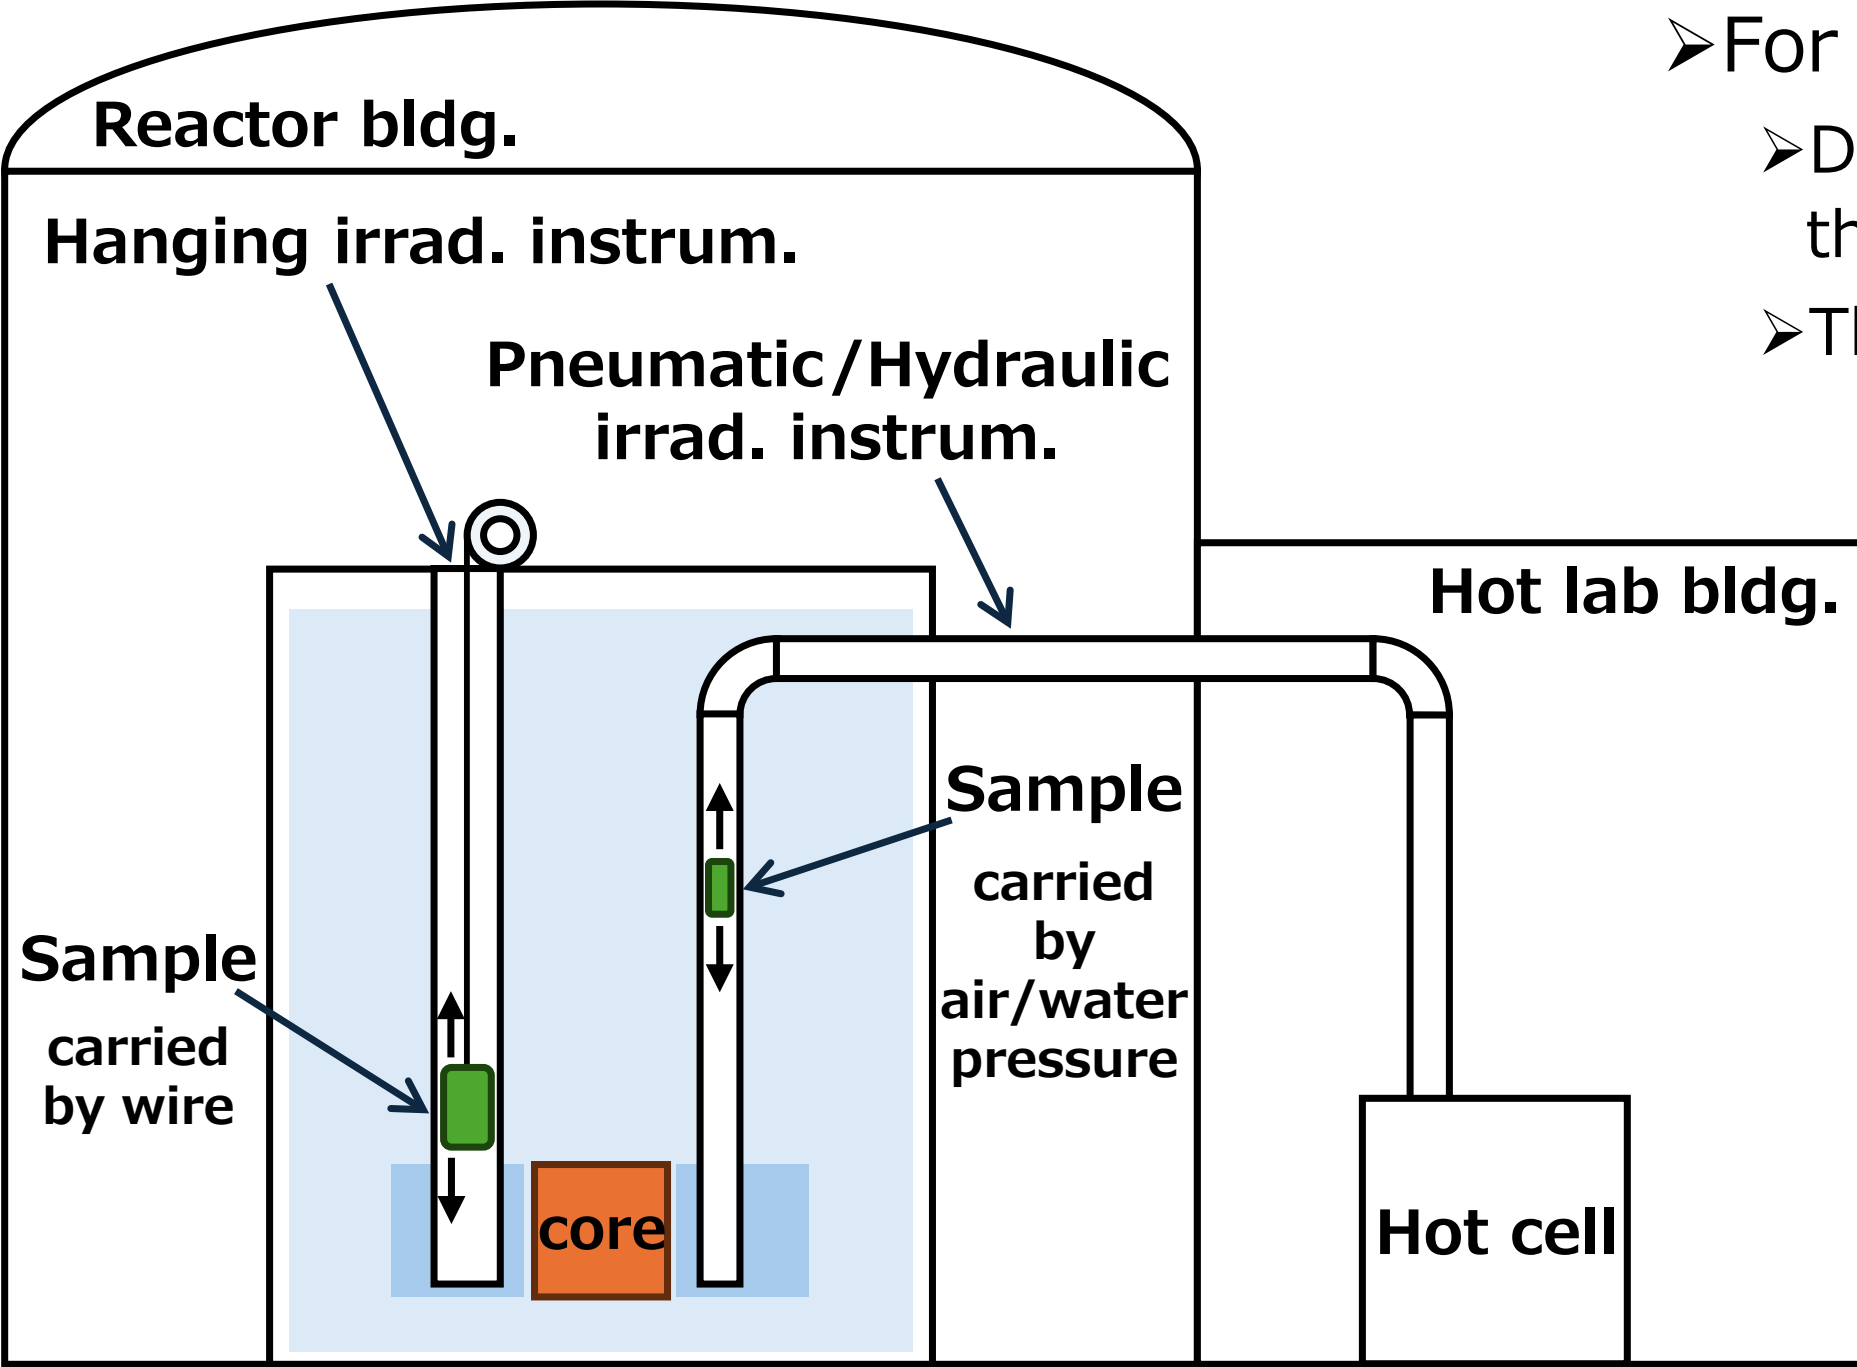 Reactor bldg.
Hanging irrad. instrum.
Pneumatic/Hydraulic
irrad. instrum.
Hot lab bldg.
Sample
carried
by
air/water
pressure
Sample
carried
by wire
core
Hot cell
➢For